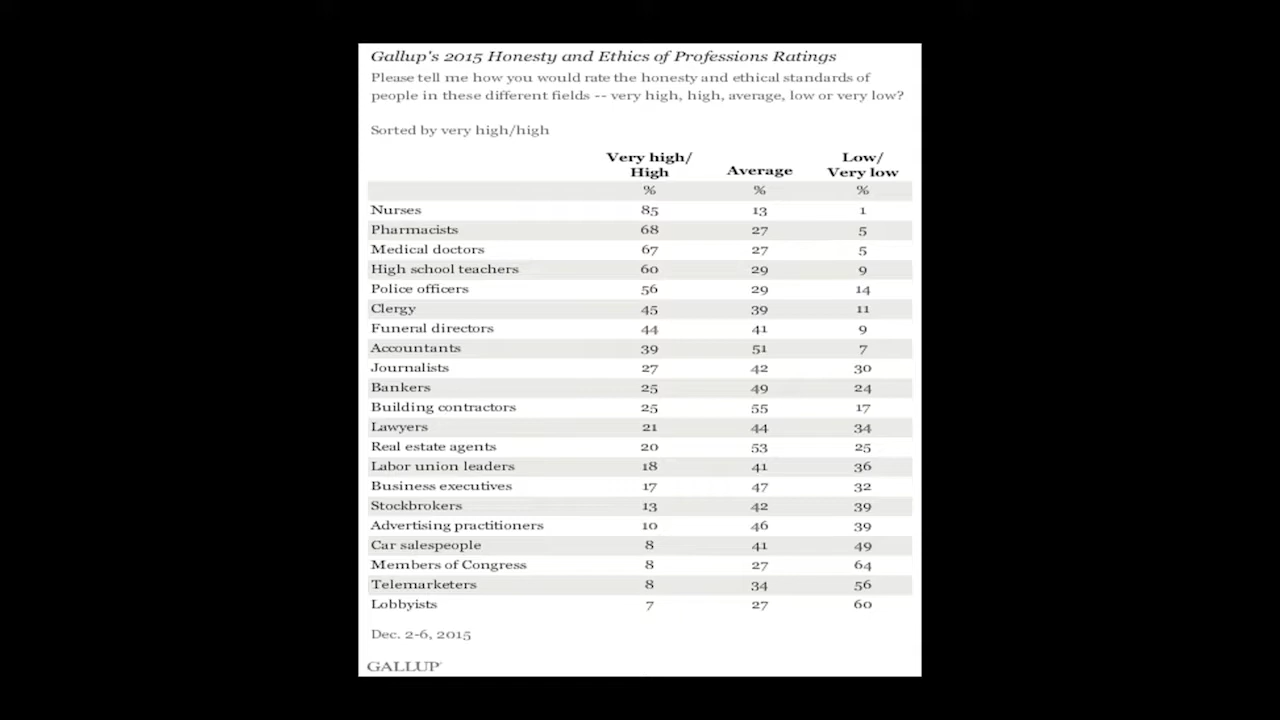 Gallup's 2015 Honesty and Ethics of Professions Ratings
Please tell me how you would rate the honesty and ethical standards of
people in these different fields -- very high, high, average, low or very low?
Sorted by very high/high
Very high/ High Average Low/ Very low
% % %
Nurses 85 13 1
Pharmacists 68 27 5
Medical doctors 67 27 5
High school teachers 60 29 9
Police officers 56 29 14
Clergy 45 39 11
Funeral directors 44 41 9
Accountants 39 51 7
Journalists 27 42 30
Bankers 25 49 24
Building contractors 25 55 17
Lawyers 21 44 34
Real estate agents 20 53 25
Labor union leaders 18 41 36
Business executives 17 47 32
Stockbrokers 13 42 39
Advertising practitioners 10 46 39
Car salespeople 8 41 49
Members of Congress 8 27 64
Telemarketers 8 34 56
Lobbyists 7 27 60
Dec. 2-6, 2015
GALLUP